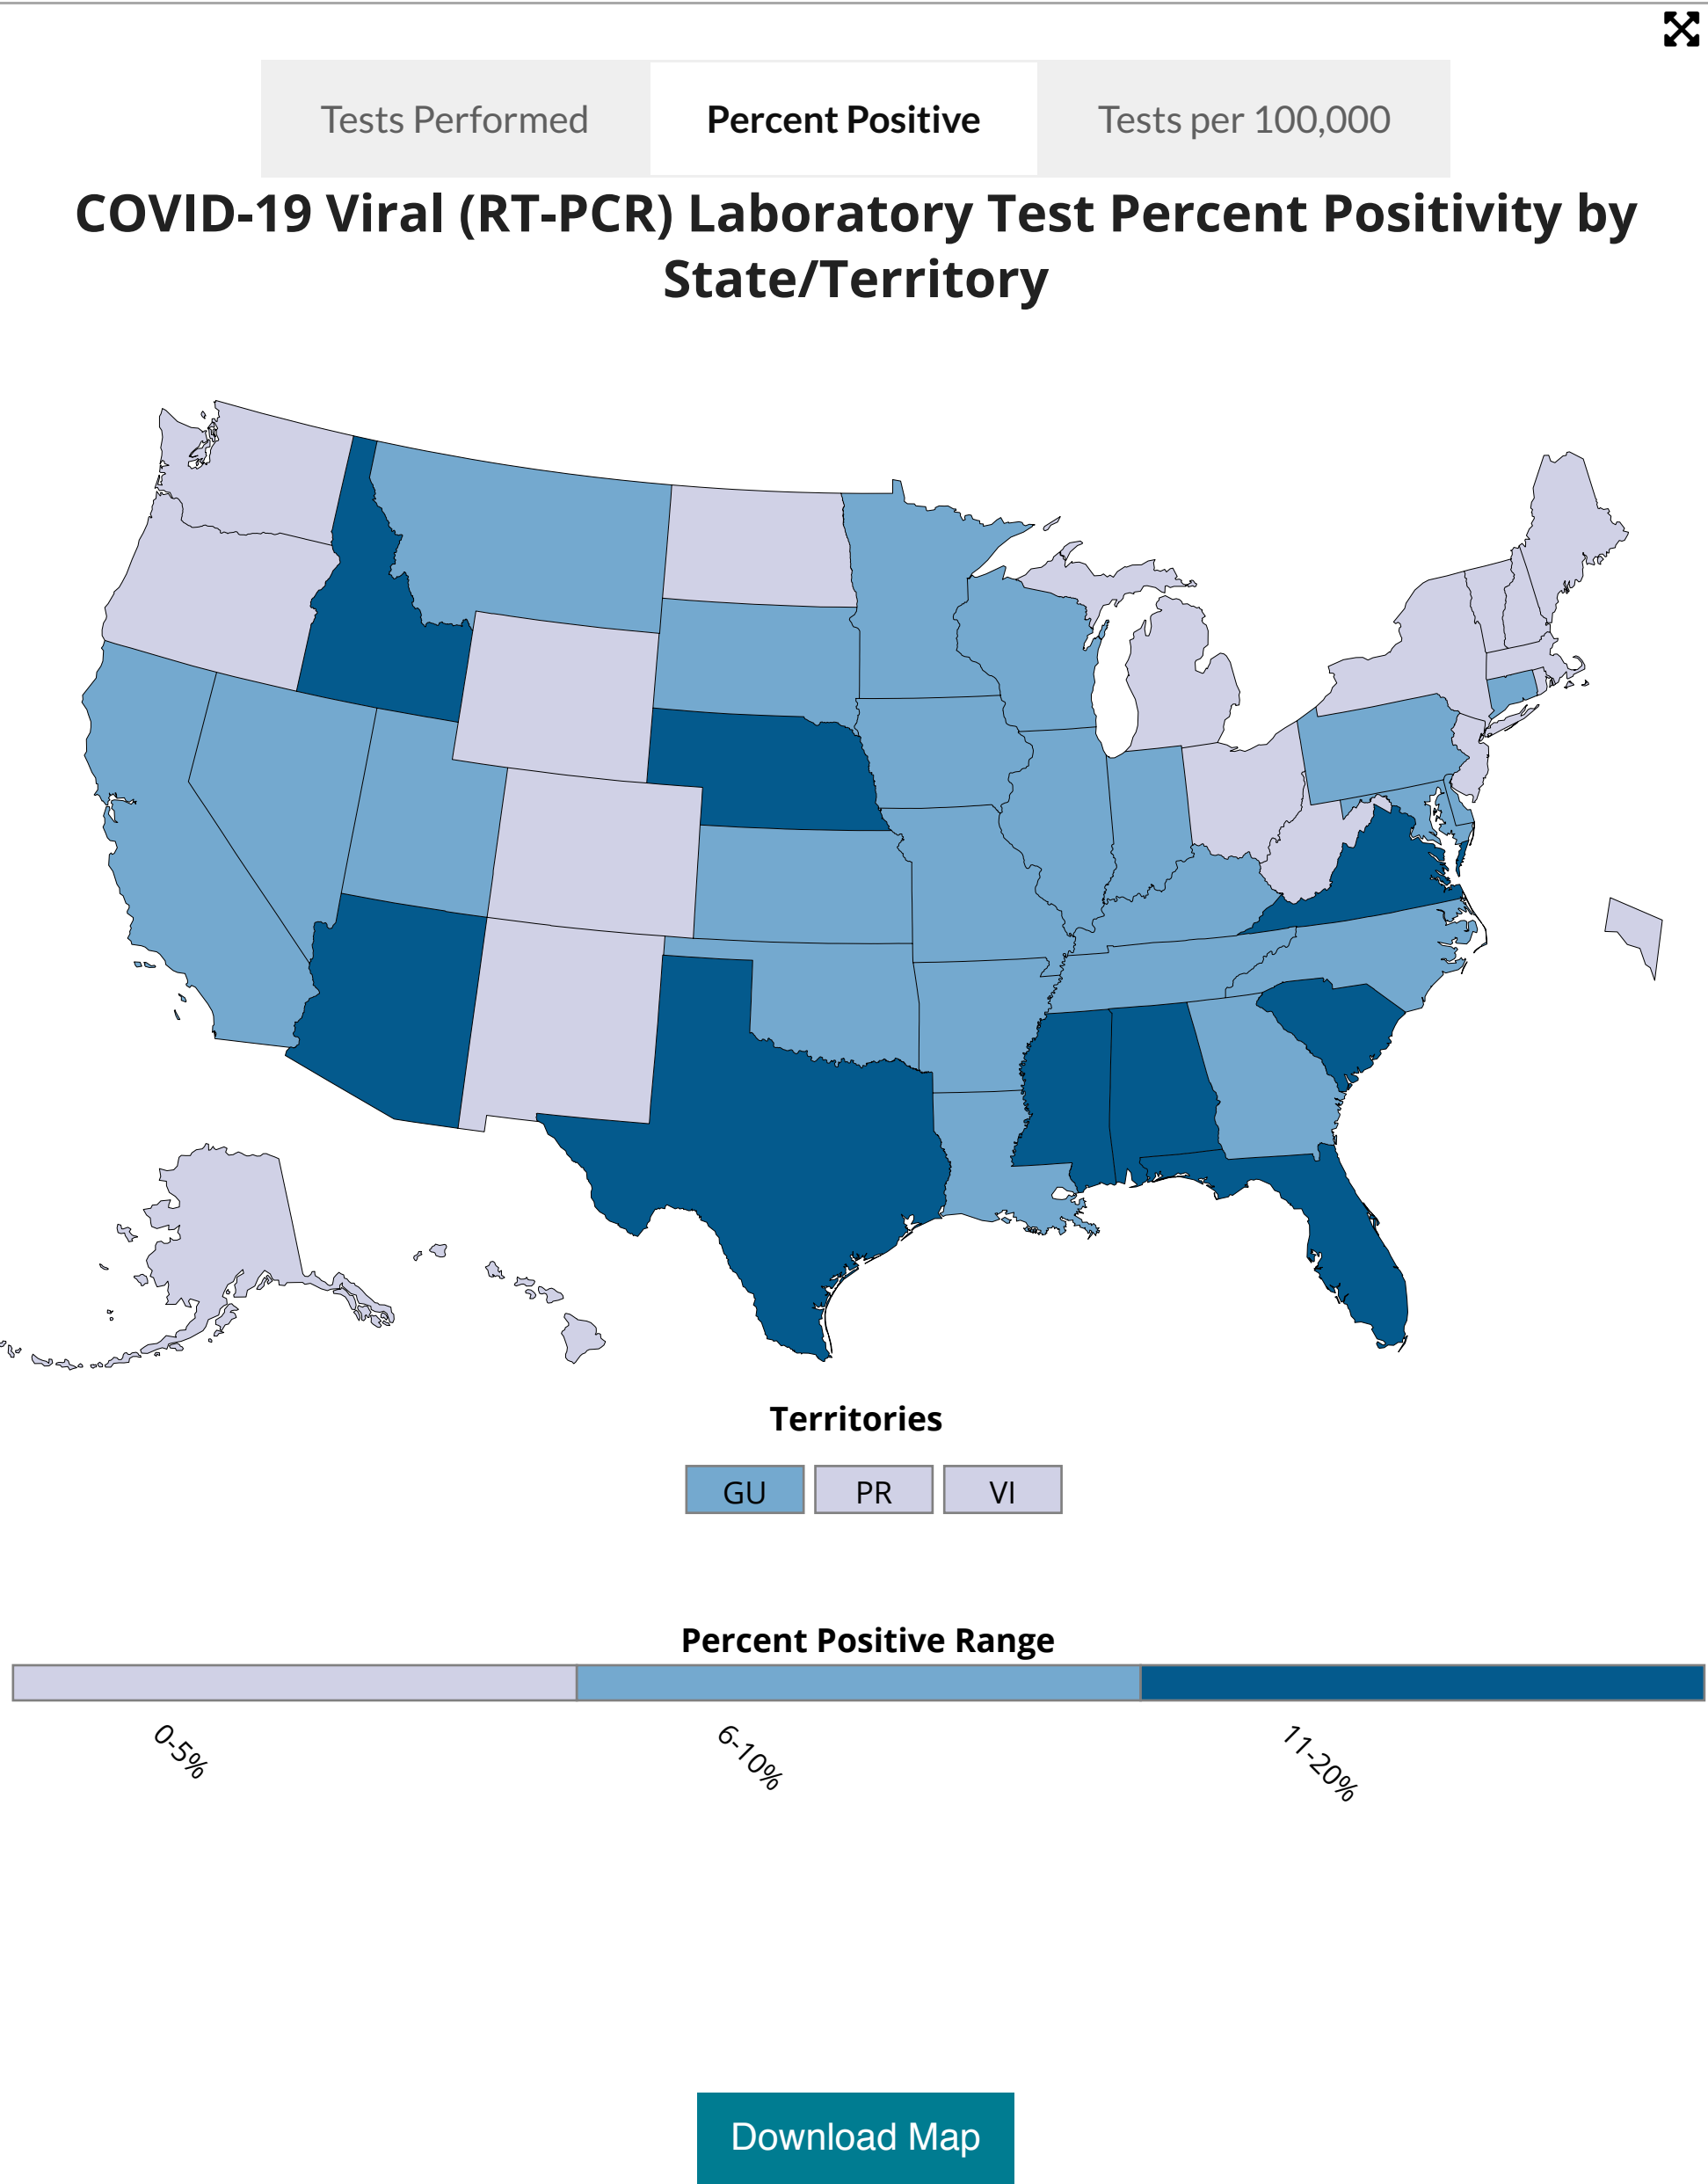 Tests Performed
Percent Positive
Tests per 100,000
COVID-19 Viral (RT-PCR) Laboratory Test Percent Positivity by
State/Territory
Territories
GU
PR
VI
Percent Positive Range
0-5%
6-10%
11-20%
Download Map